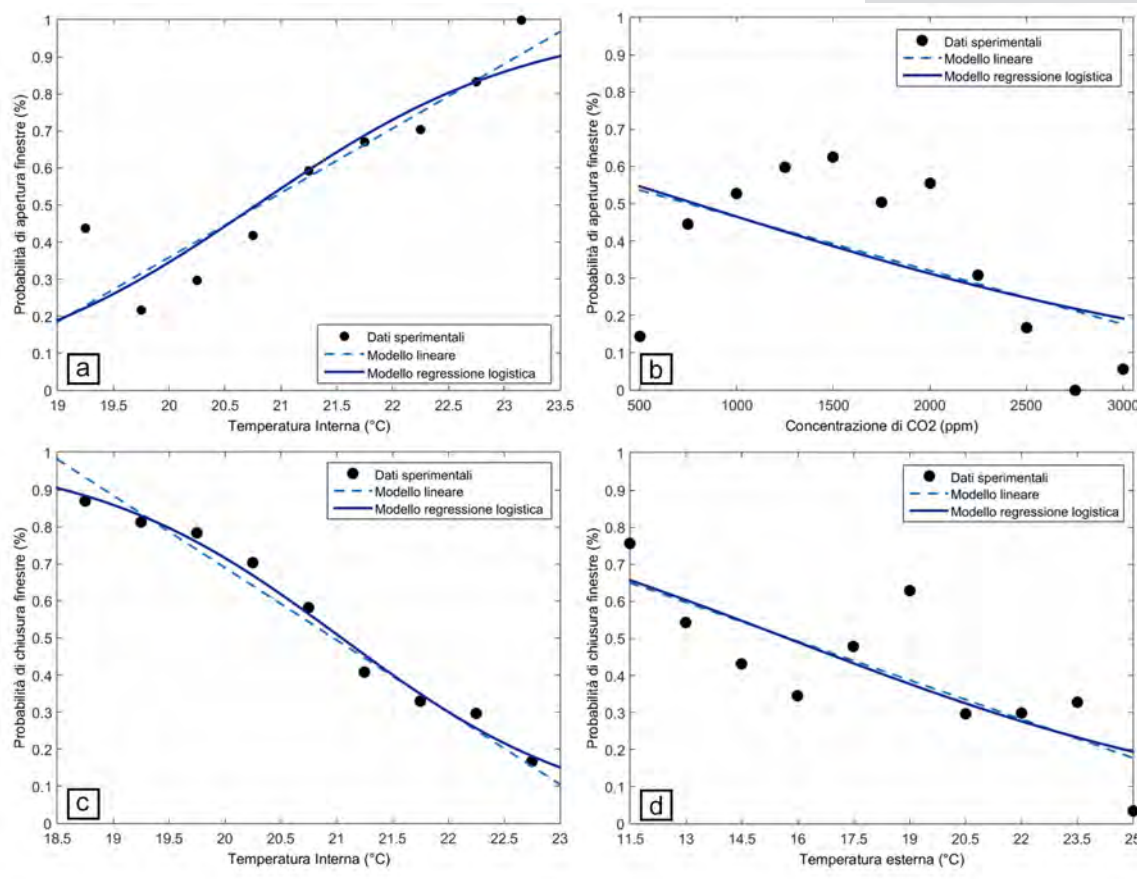 1
0.9
0.8
0.7
0.6
0.5
0.4
0.3
0.2
0.1
0
Probabilità di apertura finestre (%)
Dati sperimentali
Modello lineare
Modello regressione logistica
a
19 19.5 20 20.5 21 21.5 22 22.5 23 23.5
Temperatura Interna (°C)
1
0.9
0.8
0.7
0.6
0.5
0.4
0.3
0.2
0.1
0
Probabilità di apertura finestre (%)
Dati sperimentali
Modello lineare
Modello regressione logistica
b
500 1000 1500 2000 2500 3000
Concentrazione di CO2 (ppm)
1
0.9
0.8
0.7
0.6
0.5
0.4
0.3
0.2
0.1
0
Probabilità di chiusura finestre (%)
Dati sperimentali
Modello lineare
Modello regressione logistica
c
18.5 19 19.5 20 20.5 21 21.5 22 22.5 23
Temperatura Interna (°C)
1
0.9
0.8
0.7
0.6
0.5
0.4
0.3
0.2
0.1
0
Probabilità di chiusura finestre (%)
Dati sperimentali
Modello lineare
Modello regressione logistica
d
11.5 13 14.5 16 17.5 19 20.5 22 23.5 25
Temperatura esterna (°C)